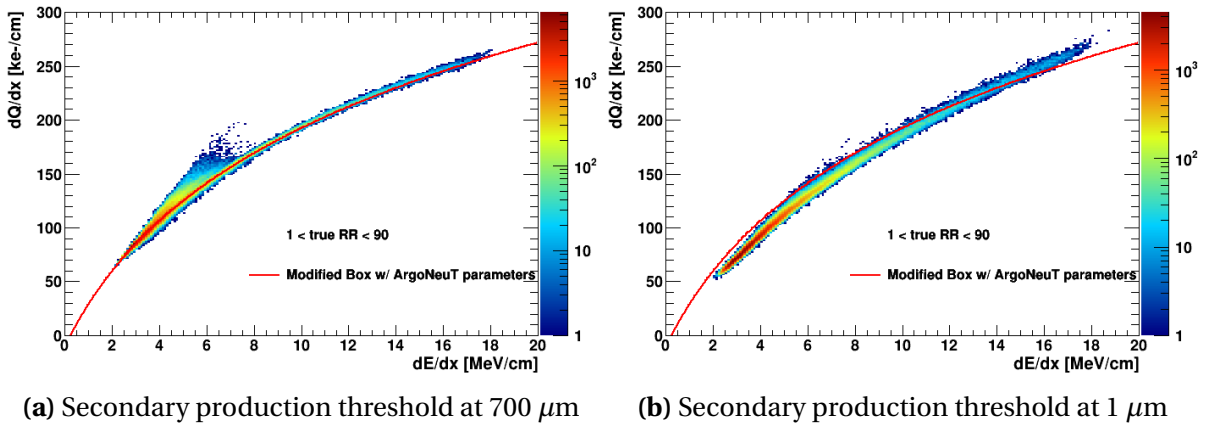 dQ/dx [ke-/cm]
300
250
200
150
100
50
0
0 2 4 6 8 10 12 14 16 18 20
dE/dx [MeV/cm]
1 < true RR < 90
Modified Box w/ ArgoNeuT parameters
10³
10²
10
1
(a) Secondary production threshold at 700 μm
dQ/dx [ke-/cm]
300
250
200
150
100
50
0
0 2 4 6 8 10 12 14 16 18 20
dE/dx [MeV/cm]
1 < true RR < 90
Modified Box w/ ArgoNeuT parameters
10³
10²
10
1
(b) Secondary production threshold at 1 μm